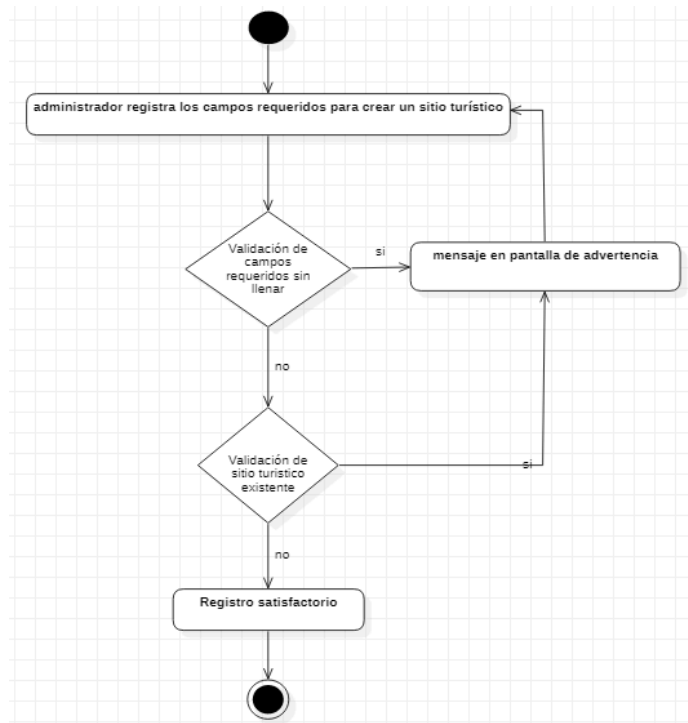 administrador registra los campos requeridos para crear un sitio turístico
Validación de
campos
requeridos sin
llenar
si
mensaje en pantalla de advertencia
no
Validación de
sitio turistico
existente
si
no
Registro satisfactorio